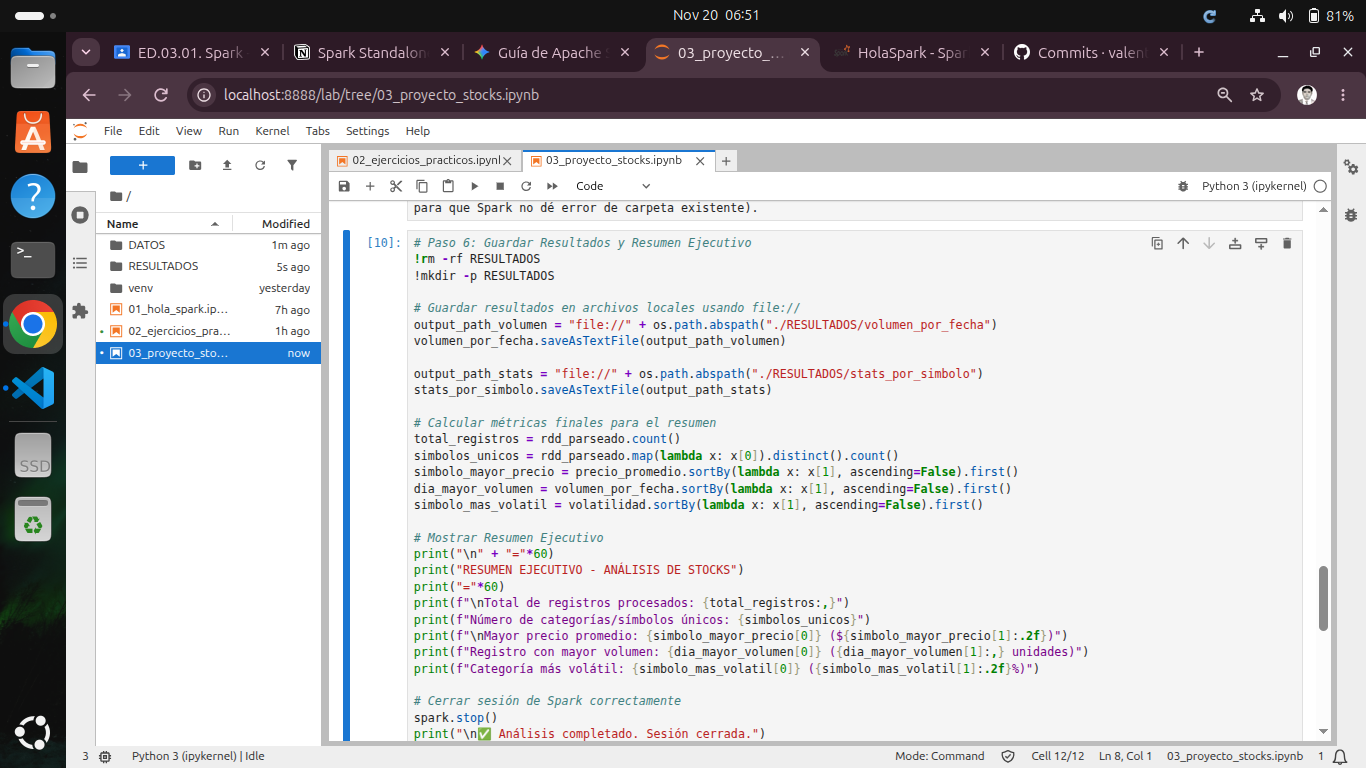 Nov 20 06:51
81%
ED.03.01. Spark
Spark Standalon
Guía de Apache S
03_proyecto_...
HolaSpark - Spar
Commits · valent
localhost:8888/lab/tree/03_proyecto_stocks.ipynb
File Edit View Run Kernel Tabs Settings Help
02_ejercicios_practicos.ipynl
03_proyecto_stocks.ipynb
Code
Python 3 (ipykernel)
/
Name Modified
DATOS 1m ago
RESULTADOS 5s ago
venv yesterday
01_hola_spark.ip... 7h ago
02_ejercicios_pra... 1h ago
03_proyecto_sto... now
para que Spark no dé error de carpeta existente).
[10]:
# Paso 6: Guardar Resultados y Resumen Ejecutivo
!rm -rf RESULTADOS
!mkdir -p RESULTADOS
# Guardar resultados en archivos locales usando file://
output_path_volumen = "file://" + os.path.abspath("./RESULTADOS/volumen_por_fecha")
volumen_por_fecha.saveAsTextFile(output_path_volumen)
output_path_stats = "file://" + os.path.abspath("./RESULTADOS/stats_por_simbolo")
stats_por_simbolo.saveAsTextFile(output_path_stats)
# Calcular métricas finales para el resumen
total_registros = rdd_parseado.count()
simbolos_unicos = rdd_parseado.map(lambda x: x[0]).distinct().count()
simbolo_mayor_precio = precio_promedio.sortBy(lambda x: x[1], ascending=False).first()
dia_mayor_volumen = volumen_por_fecha.sortBy(lambda x: x[1], ascending=False).first()
simbolo_mas_volatil = volatilidad.sortBy(lambda x: x[1], ascending=False).first()
# Mostrar Resumen Ejecutivo
print("\n" + "="*60)
print("RESUMEN EJECUTIVO - ANÁLISIS DE STOCKS")
print("="*60)
print(f"\nTotal de registros procesados: {total_registros:,}")
print(f"Número de categorías/símbolos únicos: {simbolos_unicos}")
print(f"\nMayor precio promedio: {simbolo_mayor_precio[0]} (${simbolo_mayor_precio[1]:.2f})")
print(f"Registro con mayor volumen: {dia_mayor_volumen[0]} ({dia_mayor_volumen[1]:,} unidades)")
print(f"Categoría más volátil: {simbolo_mas_volatil[0]} ({simbolo_mas_volatil[1]:.2f}%)")
# Cerrar sesión de Spark correctamente
spark.stop()
print("\n✅ Análisis completado. Sesión cerrada.")
SSD
3 Python 3 (ipykernel) | Idle
Mode: Command Cell 12/12 Ln 8, Col 1 03_proyecto_stocks.ipynb 1